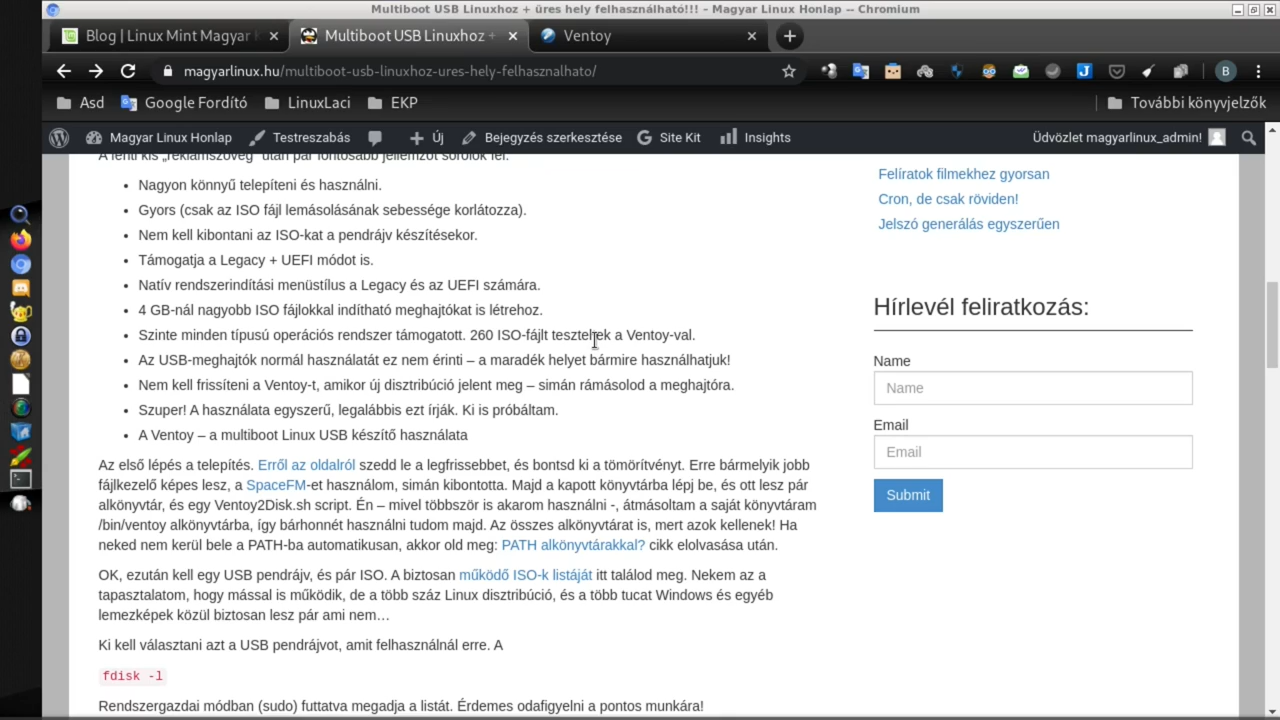 Multiboot USB Linuxhoz + üres hely felhasználható!!! - Magyar Linux Honlap -- Chromium
Blog | Linux Mint Magyar
Multiboot USB Linuxhoz +
Ventoy
magyarlinux.hu/multiboot-usb-linuxhoz-ures-hely-felhasznalhato/
B
Asd
Google Fordító
LinuxLaci
EKP
További könyvjelzők
Magyar Linux Honlap
Testreszabás
Új
Bejegyzés szerkesztése
Site Kit
Insights
Üdvözlet magyarlinux_admin!
A fenti kis „reklámszöveg” után pár fontosabb jellemzőt sorolok fel:
• Nagyon könnyű telepíteni és használni.
• Gyors (csak az ISO fájl lemásolásának sebessége korlátozza).
• Nem kell kibontani az ISO-kat a pendrájv készítésekor.
• Támogatja a Legacy + UEFI módot is.
• Natív rendszerindítási menüstílus a Legacy és az UEFI számára.
• 4 GB-nál nagyobb ISO fájlokkal indítható meghajtókat is létrehoz.
• Szinte minden típusú operációs rendszer támogatott. 260 ISO-fájlt teszteltek a Ventoy-val.
• Az USB-meghajtók normál használatát ez nem érinti – a maradék helyet bármire használhatjuk!
• Nem kell frissíteni a Ventoy-t, amikor új disztribúció jelent meg – simán rámásolod a meghajtóra.
• Szuper! A használata egyszerű, legalábbis ezt írják. Ki is próbáltam.
• A Ventoy – a multiboot Linux USB készítő használata
Az első lépés a telepítés. Erről az oldalról szedd le a legfrissebbet, és bontsd ki a tömörítvényt. Erre bármelyik jobb
fájlkezelő képes lesz, a SpaceFM-et használom, simán kibontotta. Majd a kapott könyvtárba lépj be, és ott lesz pár
alkönyvtár, és egy Ventoy2Disk.sh script. Én – mivel többször is akarom használni -, átmásoltam a saját könyvtáram
/bin/ventoy alkönyvtárba, így bárhonnét használni tudom majd. Az összes alkönyvtárat is, mert azok kellenek! Ha
neked nem kerül bele a PATH-ba automatikusan, akkor old meg: PATH alkönyvtárakkal? cikk elolvasása után.
OK, ezután kell egy USB pendrájv, és pár ISO. A biztosan működő ISO-k listáját itt találod meg. Nekem az a
tapasztalatom, hogy mással is működik, de a több száz Linux disztribúció, és a több tucat Windows és egyéb
lemezképek közül biztosan lesz pár ami nem…
Ki kell választani azt a USB pendrájvot, amit felhasználnál erre. A
fdisk -l
Rendszergazdai módban (sudo) futtatva megadja a listát. Érdemes odafigyelni a pontos munkára!
Felíratok filmekhez gyorsan
Cron, de csak röviden!
Jelszó generálás egyszerűen
Hírlevél feliratkozás:
Name
Name
Email
Email
Submit